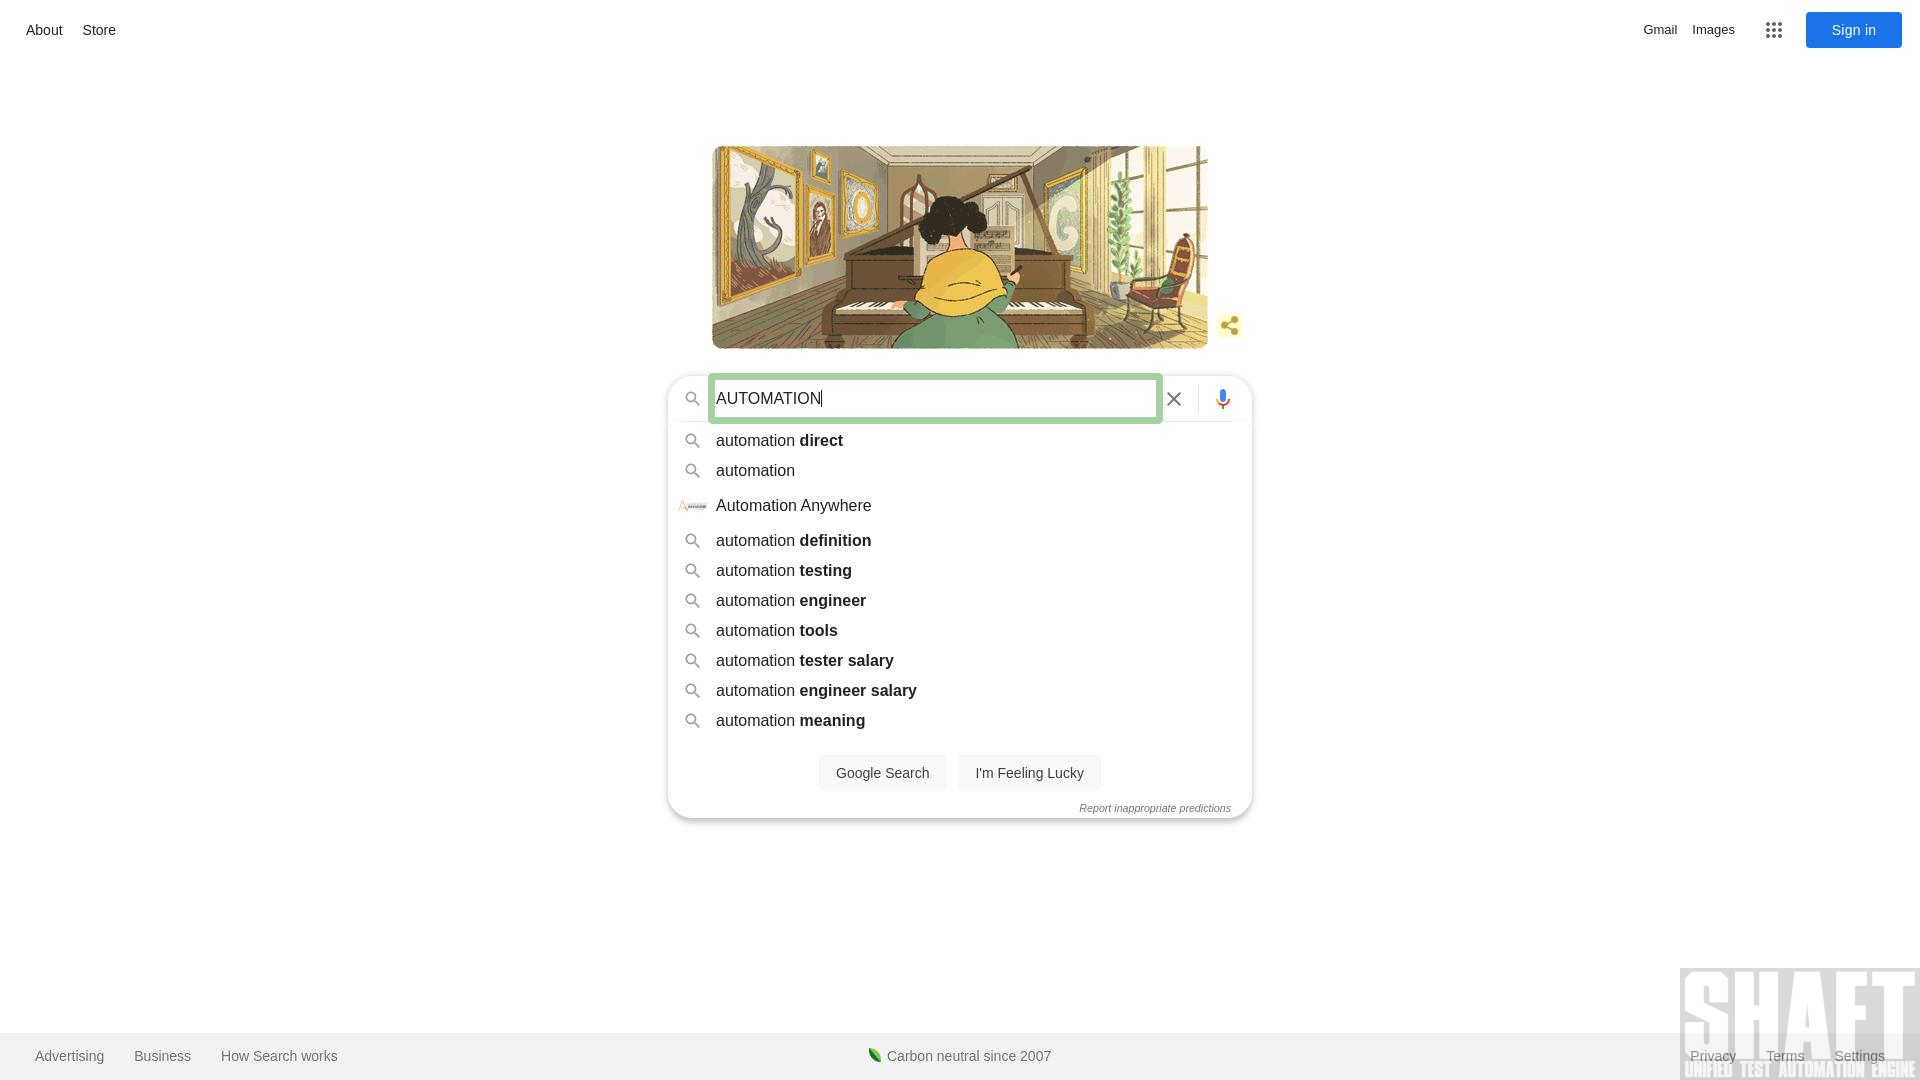 About Store
Gmail Images Sign in
AUTOMATION
automation direct
automation
Automation Anywhere
automation definition
automation testing
automation engineer
automation tools
automation tester salary
automation engineer salary
automation meaning
Google Search I'm Feeling Lucky
Report inappropriate predictions
SHAFT
Advertising Business How Search works Carbon neutral since 2007 Privacy Terms Settings
UNIFIED TEST AUTOMATION ENGINE